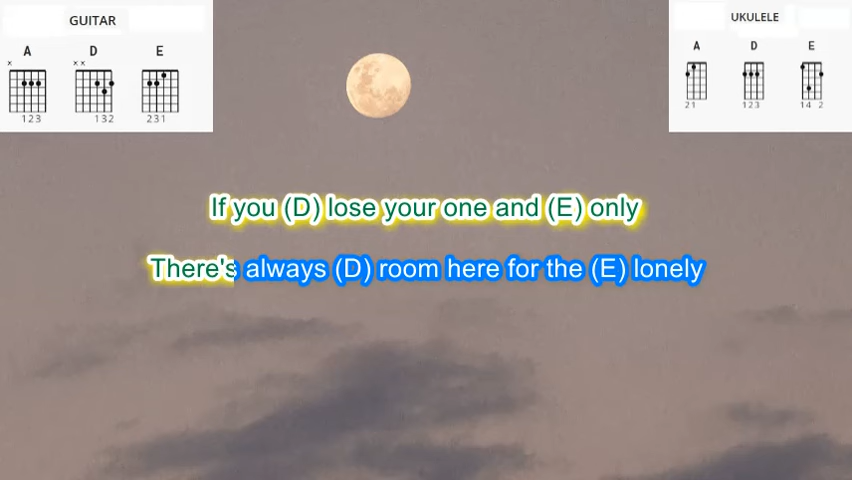 GUITAR
A D E
x xx
123 132 231
UKULELE
A D E
21 123 14 2
If you (D) lose your one and (E) only
There's always (D) room here for the (E) lonely